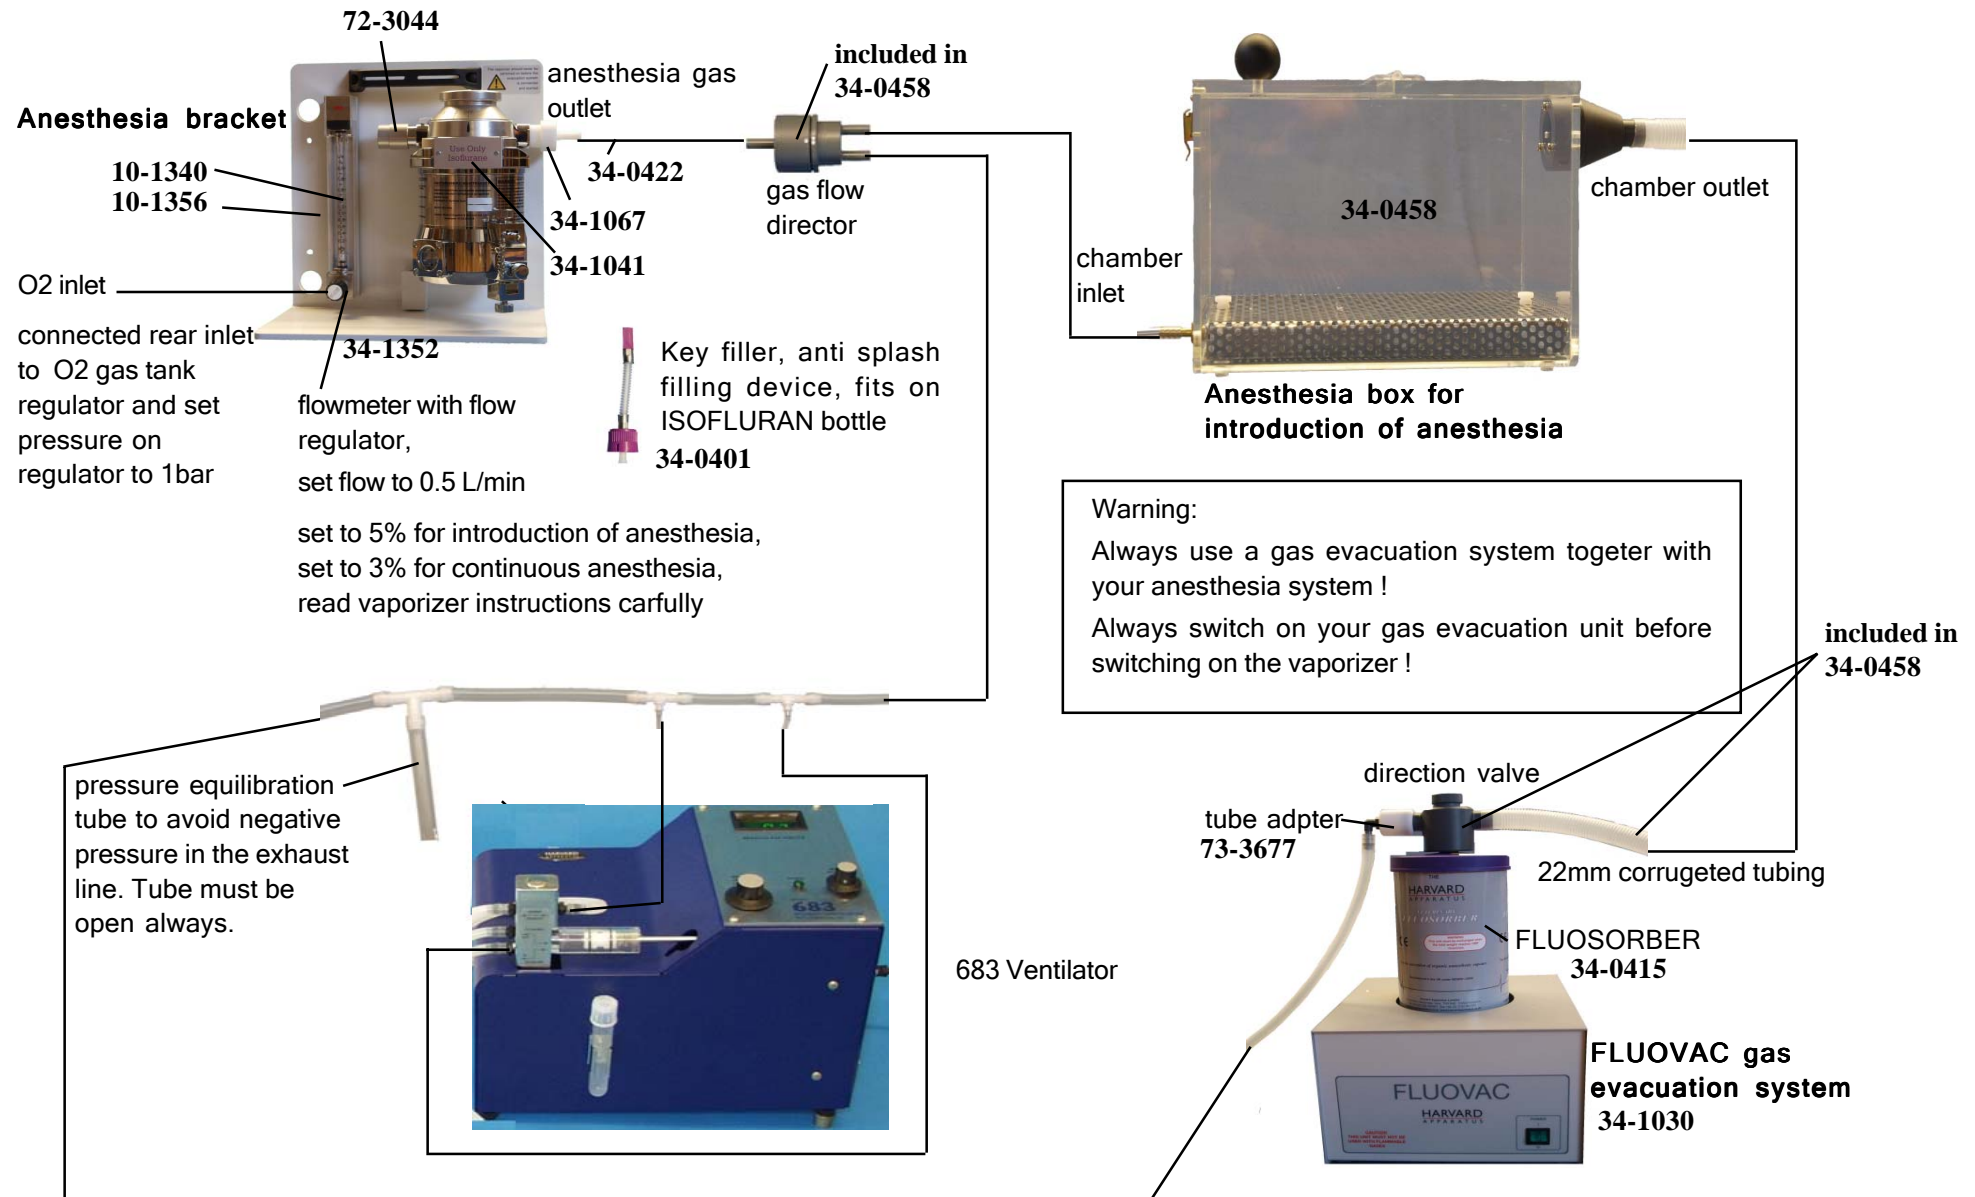 72-3044
Anesthesia bracket
10-1340
10-1356
O2 inlet
connected rear inlet
to O2 gas tank
regulator and set
pressure on
regulator to 1bar
Use Only
Isoflurane
anesthesia gas
outlet
34-0422
34-1067
34-1041
34-1352
flowmeter with flow
regulator,
set flow to 0.5 L/min
set to 5% for introduction of anesthesia,
set to 3% for continuous anesthesia,
read vaporizer instructions carfully
included in
34-0458
gas flow
director
Key filler, anti splash
filling device, fits on
ISOFLURAN bottle
34-0401
34-0458
chamber outlet
chamber
inlet
Anesthesia box for
introduction of anesthesia
Warning:
Always use a gas evacuation system togeter with
your anesthesia system !
Always switch on your gas evacuation unit before
switching on the vaporizer !
included in
34-0458
pressure equilibration
tube to avoid negative
pressure in the exhaust
line. Tube must be
open always.
683
683 Ventilator
direction valve
tube adpter
73-3677
22mm corrugeted tubing
HARVARD
APPARATUS
FLUOSORBER
FLUOSORBER
34-0415
FLUOVAC gas
evacuation system
34-1030
FLUOVAC
HARVARD
APPARATUS